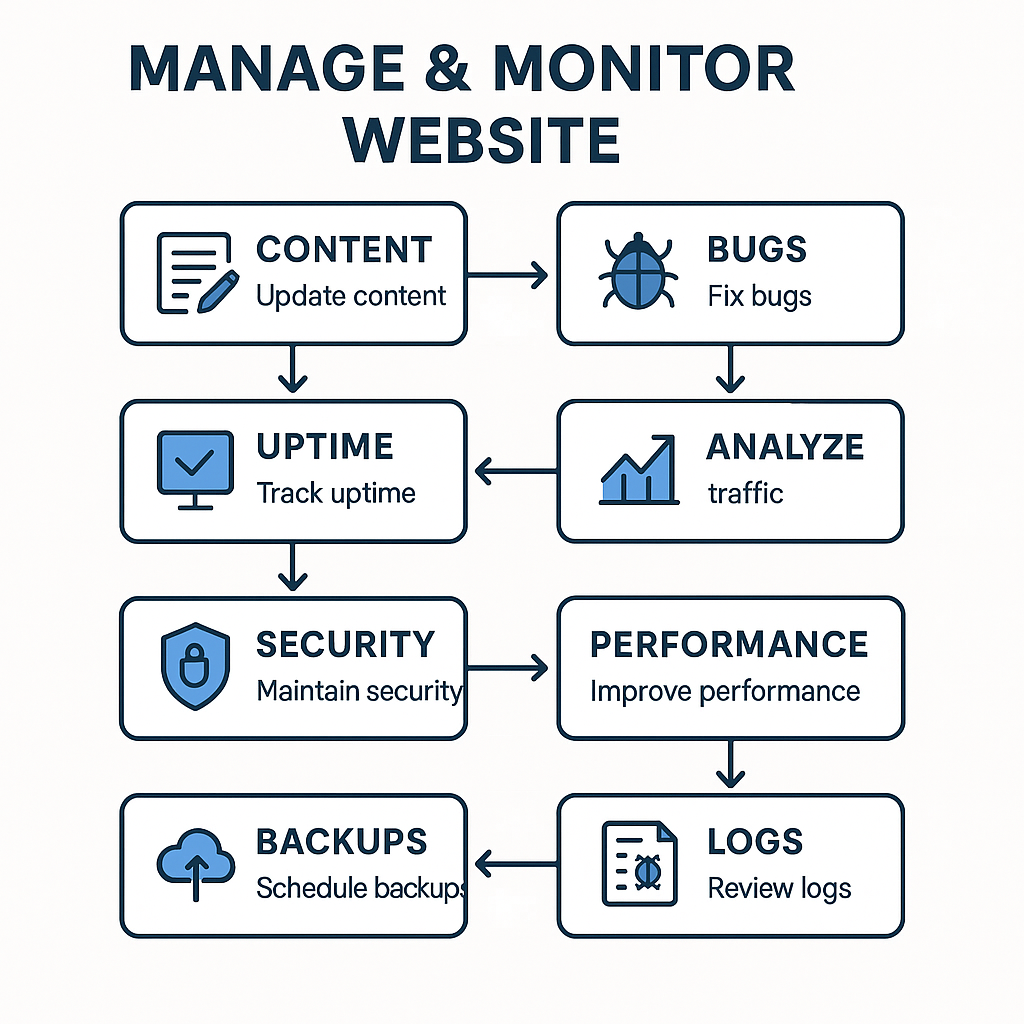 MANAGE & MONITOR
WEBSITE
CONTENT
Update content
BUGS
Fix bugs
UPTIME
Track uptime
ANALYZE
traffic
SECURITY
Maintain security
PERFORMANCE
Improve performance
BACKUPS
Schedule backups
LOGS
Review logs